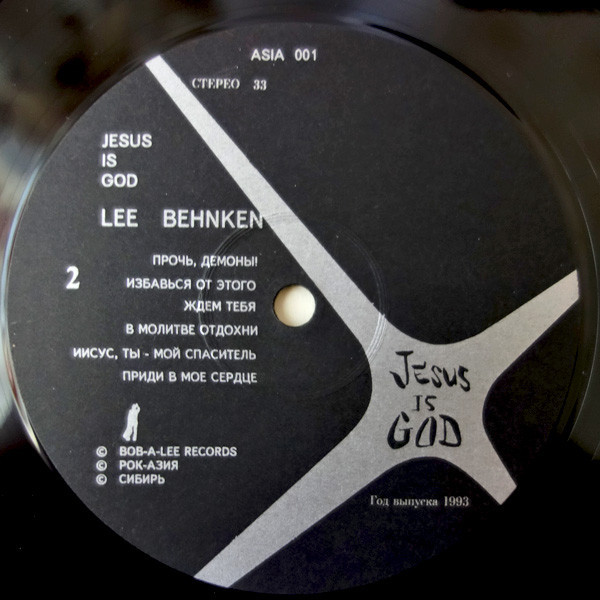 ASIA 001
СТЕРЕО 33
JESUS
IS
GOD
LEE BEHNKEN
2
ПРОЧЬ, ДЕМОНЫ!
ИЗБАВЬСЯ ОТ ЭТОГО
ЖДЕМ ТЕБЯ
В МОЛИТВЕ ОТДОХНИ
ИИСУС, ТЫ - МОЙ СПАСИТЕЛЬ
ПРИДИ В МОЕ СЕРДЦЕ
JESUS
IS
GOD
© BOB-A-LEE RECORDS
© РОК-АЗИЯ
© СИБИРЬ
Год выпуска 1993